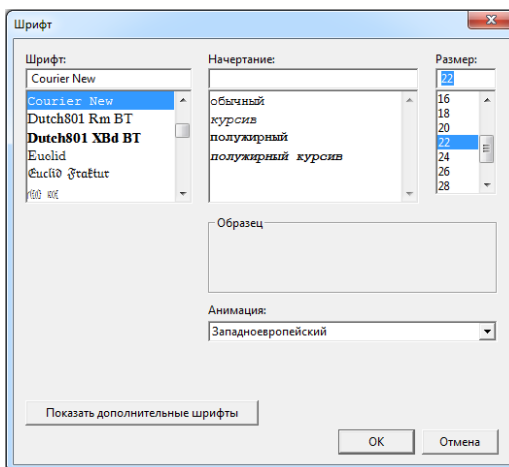 Шрифт
Шрифт: Начертание: Размер:
Courier New 22
Courier New
Dutch801 Rm BT
Dutch801 XBd BT
Euclid
Euclid Fraktur
обычный
курсив
полужирный
полужирный курсив
16
18
20
22
24
26
28
Образец
Анимация:
Западноевропейский
Показать дополнительные шрифты
ОК Отмена